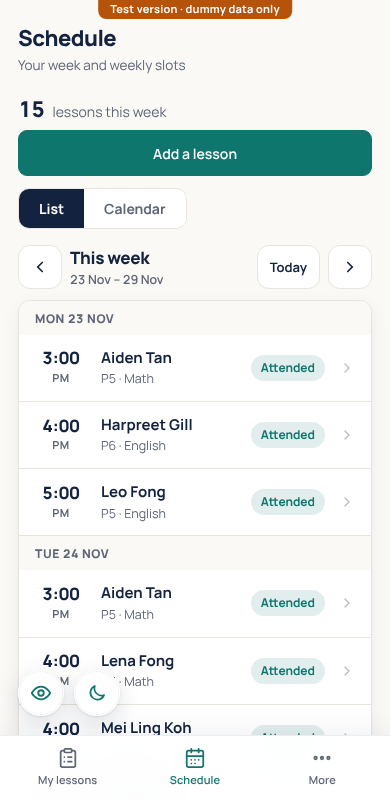 Test version · dummy data only
Schedule
Your week and weekly slots
15 lessons this week
Add a lesson
List Calendar
This week
23 Nov – 29 Nov
Today
MON 23 NOV
3:00 PM
Aiden Tan
P5 · Math
Attended
4:00 PM
Harpreet Gill
P6 · English
Attended
5:00 PM
Leo Fong
P5 · English
Attended
TUE 24 NOV
3:00 PM
Aiden Tan
P5 · Math
Attended
4:00
Lena Fong
Math
Attended
4:00
Mei Ling Koh
Attended
My lessons
Schedule
More